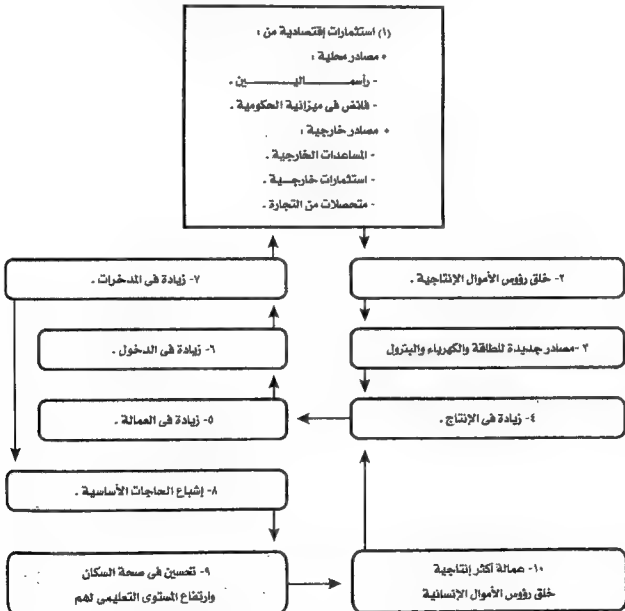 (١) استثمارات إقتصادية من :
* مصادر محلية :
- رأسمـــــاليـــــين .
- فائض فى ميزانية الحكومية .
* مصادر خارجية :
- المساعدات الخارجية .
- استثمارات خارجـــية .
- متحصلات من التجارة .
٢- خلق رؤوس الأموال الإنتاجية .
٣- مصادر جديدة للطاقة والكهرباء والبترول
٤- زيادة فى الإنتاج .
٥- زيادة فى العمالة .
٦- زيادة فى الدخول .
٧- زيادة فى المدخرات .
٨- إشباع الحاجات الأساسية .
٩- تحسين فى صحة السكان
وارتفاع المستوى التعليمى لهم
١٠- عمالة أكثر إنتاجية
خلق رؤوس الأموال الإنسانية